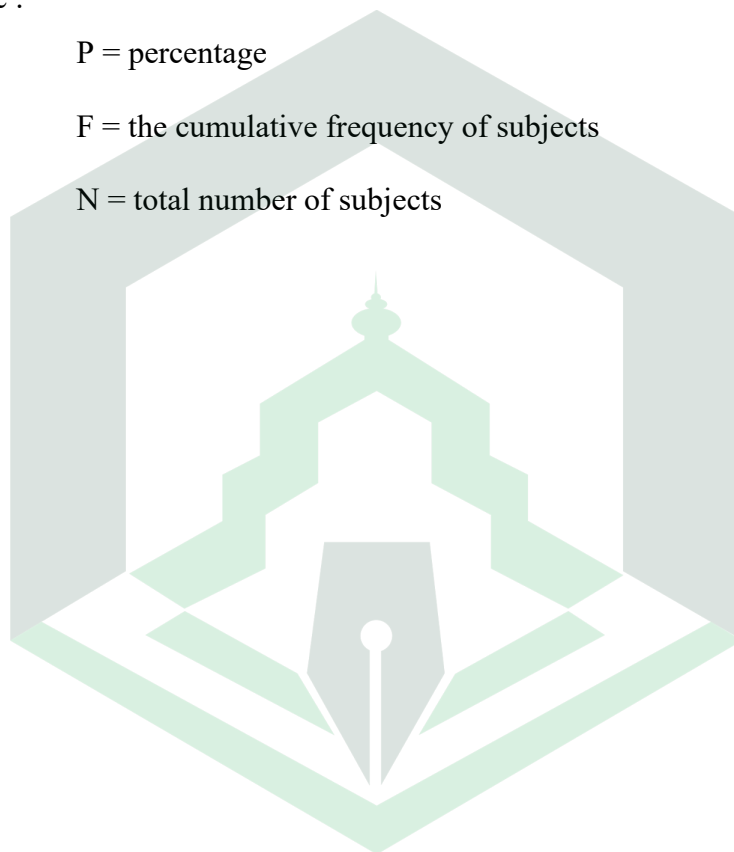 P = percentage
F = the cumulative frequency of subjects
N = total number of subjects